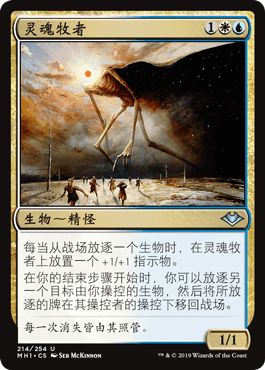 灵魂牧者 1
生物～精怪
每当从战场放逐一个生物时，在灵魂牧
者上放置一个 +1/+1 指示物。
在你的结束步骤开始时，你可以放逐另
一个目标由你操控的生物，然后将所放
逐的牌在其操控者的操控下移回战场。
每一次消失皆由其照管。
1/1
214/254 U
MH1 • CS SEB MCKINNON
™ & © 2019 Wizards of the Coast